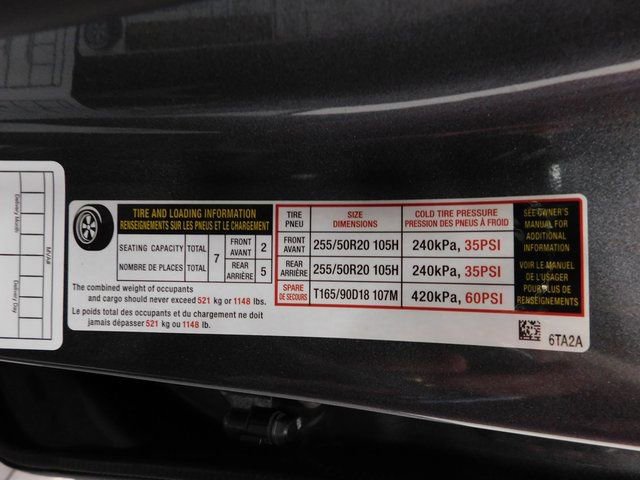 TIRE AND LOADING INFORMATION
RENSEIGNEMENTS SUR LES PNEUS ET LE CHARGEMENT
SEATING CAPACITY TOTAL 7 FRONT AVANT 2
NOMBRE DE PLACES TOTAL REAR ARRIÈRE 5
The combined weight of occupants
and cargo should never exceed 521 kg or 1148 lbs.
Le poids total des occupants et du chargement ne doit
jamais dépasser 521 kg ou 1148 lb.
TIRE PNEU SIZE DIMENSIONS COLD TIRE PRESSURE PRESSION DES PNEUS À FROID
FRONT AVANT 255/50R20 105H 240kPa, 35PSI
REAR ARRIÈRE 255/50R20 105H 240kPa, 35PSI
SPARE DE SECOURS T165/90D18 107M 420kPa, 60PSI
SEE OWNER'S
MANUAL FOR
ADDITIONAL
INFORMATION
VOIR LE MANUEL
DE L'USAGER
POUR PLUS DE
RENSEIGNEMENTS
6TA2A
MVAR
Delivery Month
Delivery Day